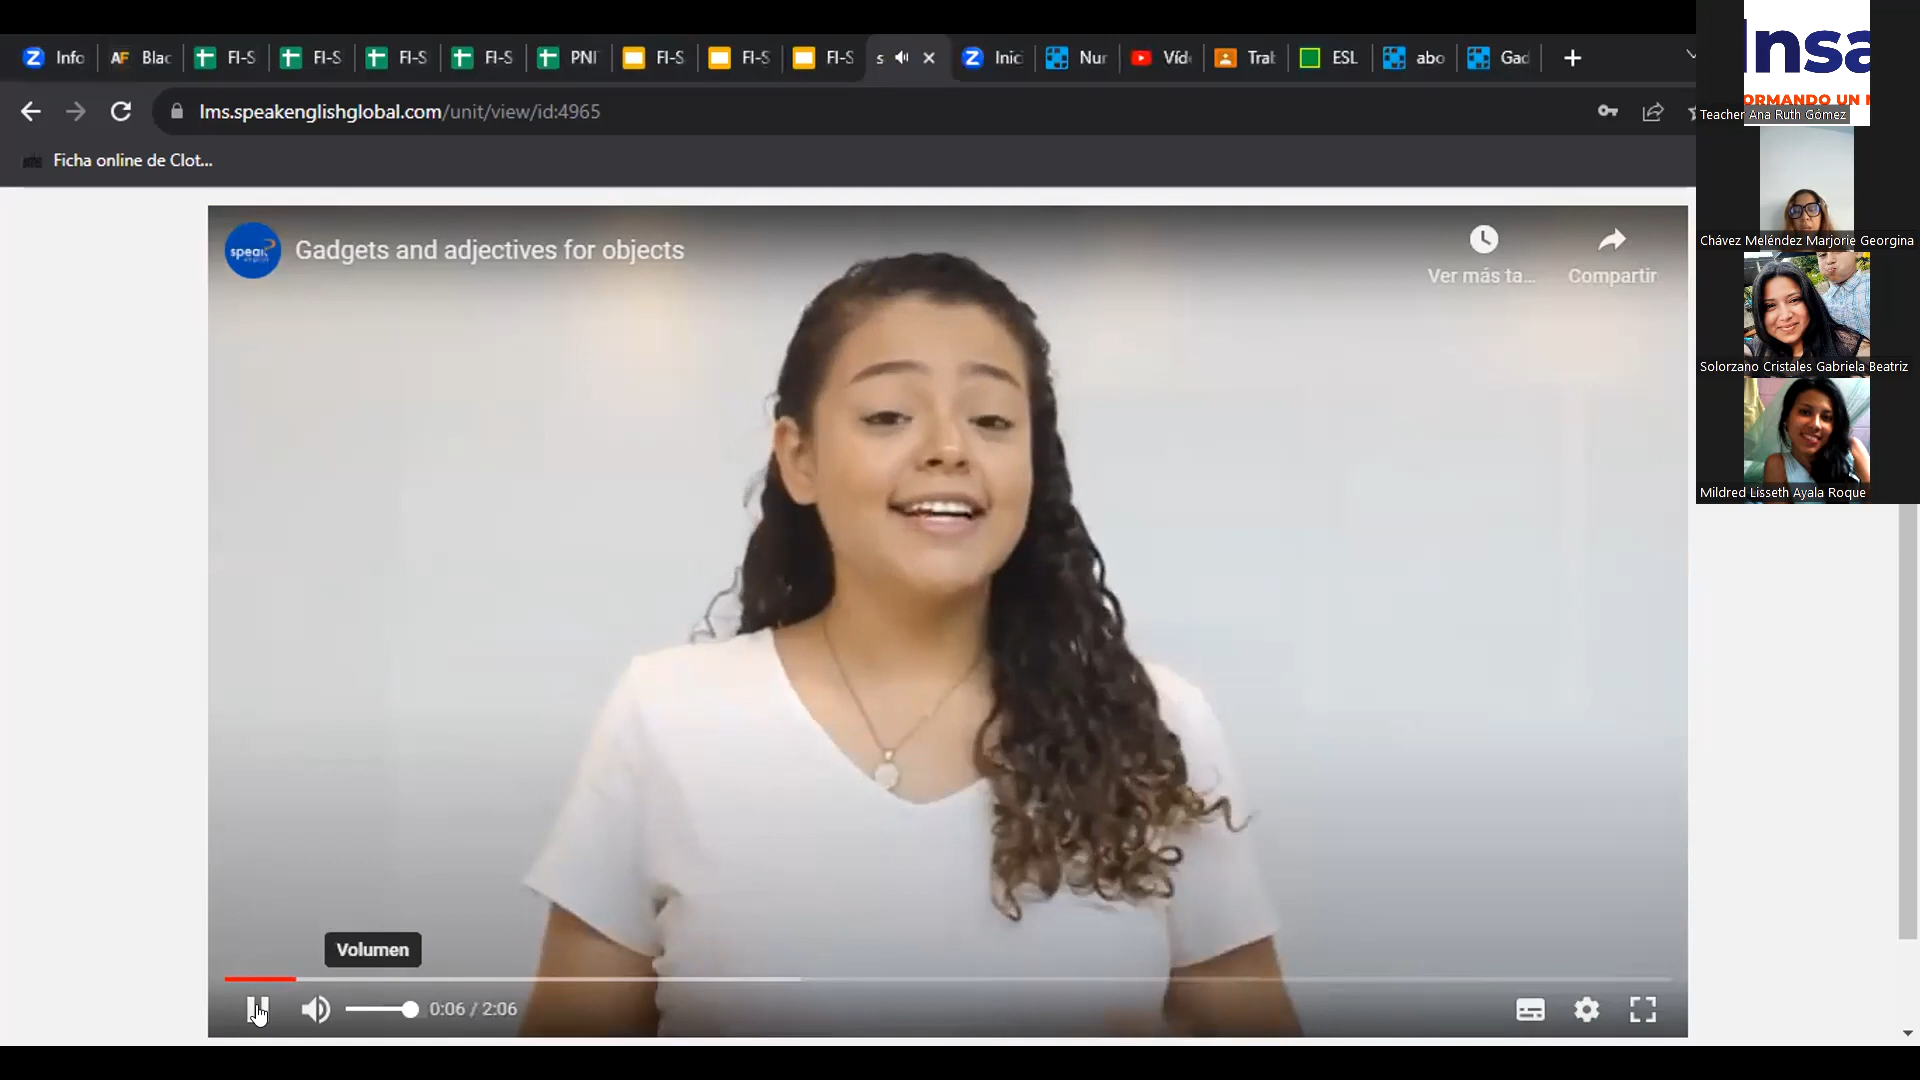 Info
Blac
FI-S
FI-S
FI-S
FI-S
PNI
FI-S
FI-S
FI-S
s
Inic
Nur
Víd
Tral
ESL
abo
Gad
lms.speakenglishglobal.com/unit/view/id:4965
Ficha online de Clot...
speak
Gadgets and adjectives for objects
Ver más ta...
Compartir
Volumen
0:06 / 2:06
Insa
ORMANDO UN
Teacher Ana Ruth Gómez
Chávez Meléndez Marjorie Georgina
Solorzano Cristales Gabriela Beatriz
Mildred Lisseth Ayala Roque